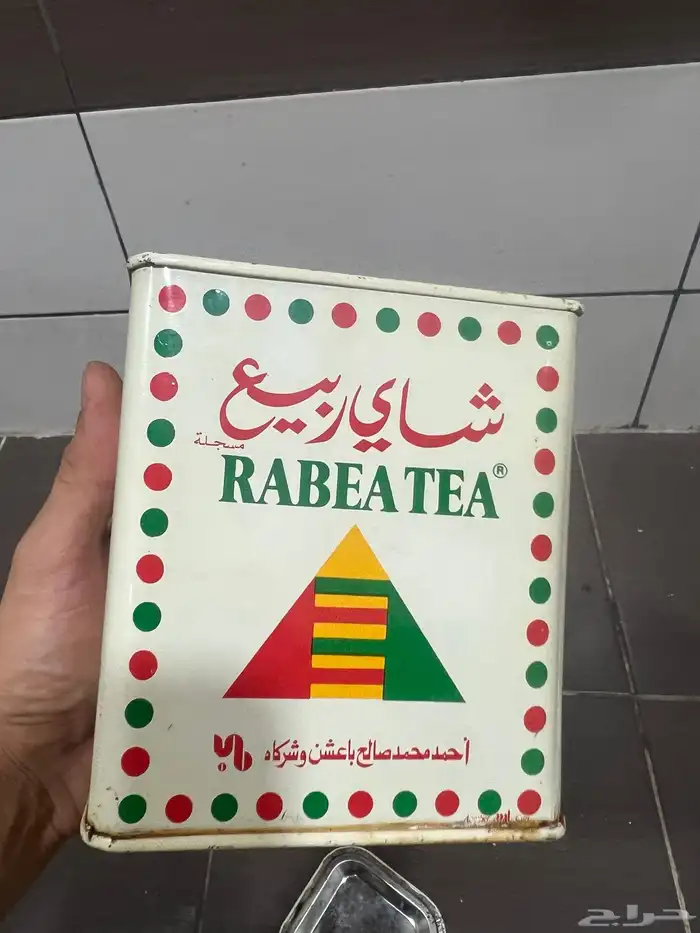 شاي ربيع
مسجلة
RABEA TEA®
أحمد محمد صالح باعشن وشركاه
حراج